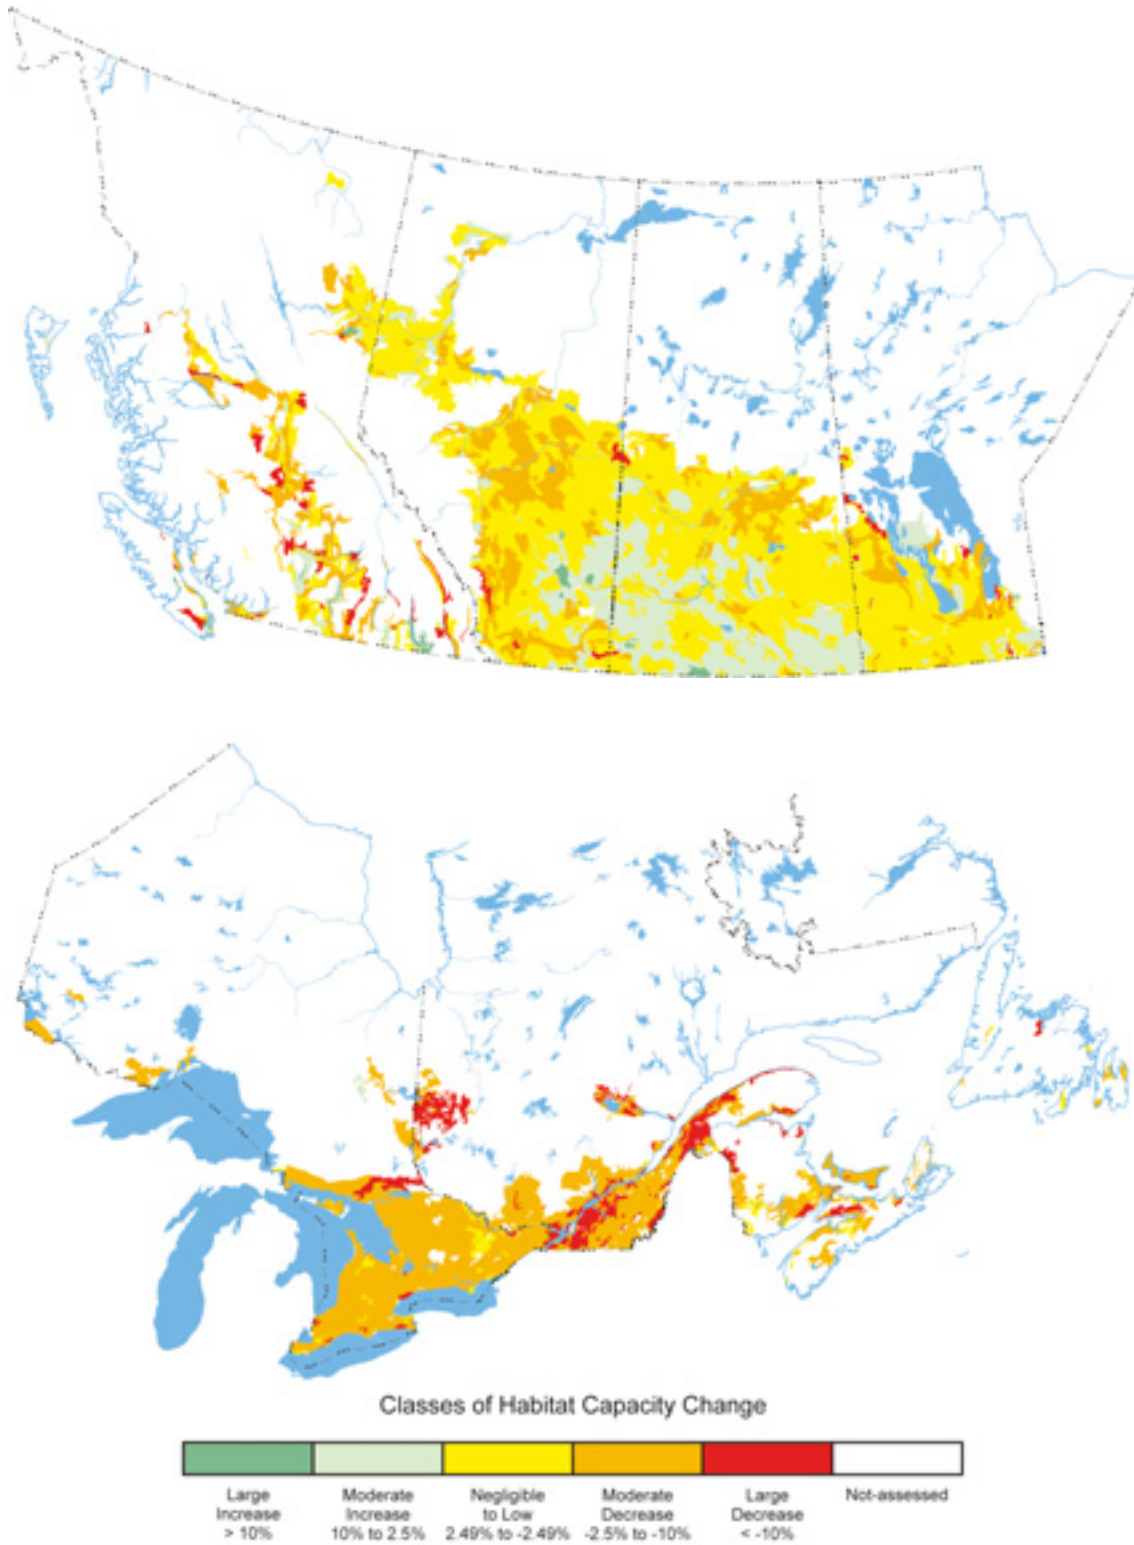 Classes of Habitat Capacity Change
Large Increase > 10%
Moderate Increase 10% to 2.5%
Negligible to Low 2.49% to -2.49%
Moderate Decrease -2.5% to -10%
Large Decrease < -10%
Not-assessed